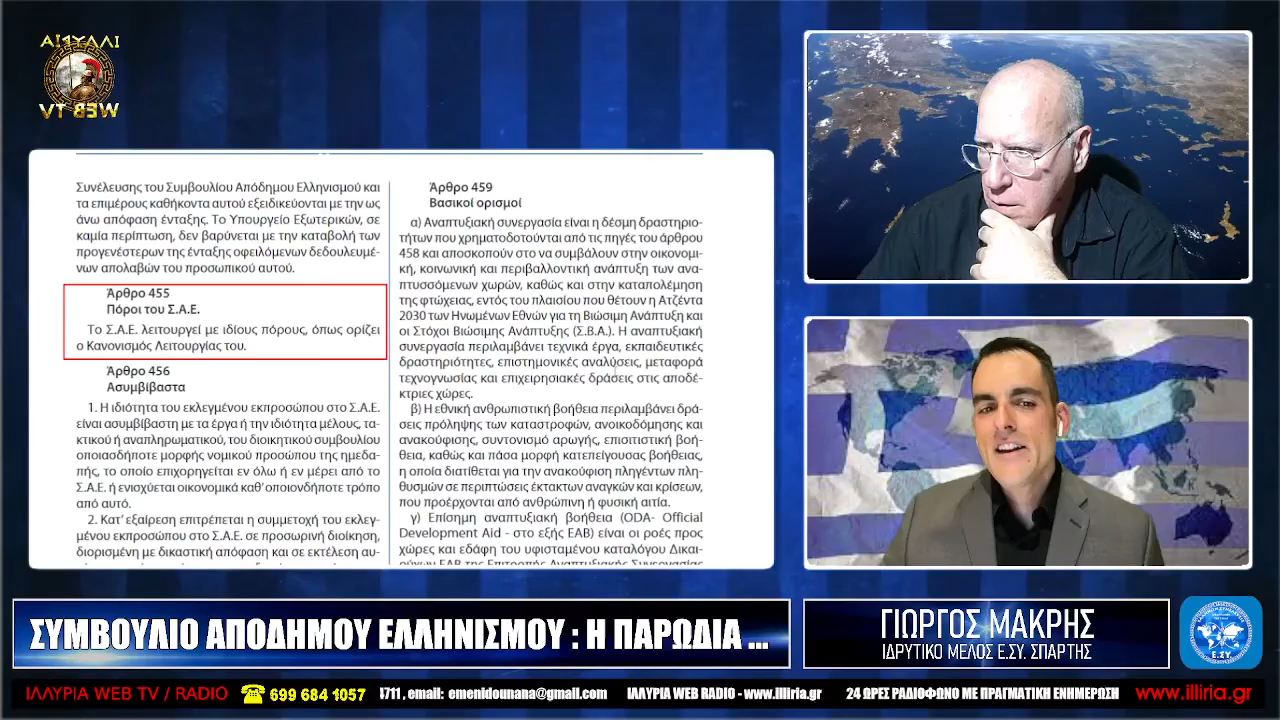 ΑΙΡΥΛΛΙ
WEB TV
Συνέλευσης του Συμβουλίου Απόδημου Ελληνισμού και
τα επιμέρους καθήκοντα αυτού εξειδικεύονται με την ως
άνω απόφαση ένταξης. Το Υπουργείο Εξωτερικών, σε
καμία περίπτωση, δεν βαρύνεται με την καταβολή των
προγενέστερων της ένταξης οφειλόμενων δεδουλευμέ-
νων απολαβών του προσωπικού αυτού.
Άρθρο 455
Πόροι του Σ.Α.Ε.
Το Σ.Α.Ε. λειτουργεί με ιδίους πόρους, όπως ορίζει
ο Κανονισμός Λειτουργίας του.
Άρθρο 456
Ασυμβίβαστα
1. Η ιδιότητα του εκλεγμένου εκπροσώπου στο Σ.Α.Ε.
είναι ασυμβίβαστη με τα έργα ή την ιδιότητα μέλους, τα-
κτικού ή αναπληρωματικού, του διοικητικού συμβουλίου
οποιασδήποτε μορφής νομικού προσώπου της ημεδα-
πής, το οποίο επιχορηγείται εν όλω ή εν μέρει από το
Σ.Α.Ε. ή ενισχύεται οικονομικά καθ’ οποιονδήποτε τρόπο
από αυτό.
2. Κατ’ εξαίρεση επιτρέπεται η συμμετοχή του εκλεγ-
μένου εκπροσώπου στο Σ.Α.Ε. σε προσωρινή διοίκηση,
διορισμένη με δικαστική απόφαση και σε εκτέλεση αυ-
Άρθρο 459
Βασικοί ορισμοί
α) Αναπτυξιακή συνεργασία είναι η δέσμη δραστηριο-
τήτων που χρηματοδοτούνται από τις πηγές του άρθρου
458 και αποσκοπούν στο να συμβάλουν στην οικονομι-
κή, κοινωνική και περιβαλλοντική ανάπτυξη των ανα-
πτυσσόμενων χωρών, καθώς και στην καταπολέμηση
της φτώχειας, εντός του πλαισίου που θέτουν η Ατζέντα
2030 των Ηνωμένων Εθνών για τη Βιώσιμη Ανάπτυξη και
οι Στόχοι Βιώσιμης Ανάπτυξης (Σ.Β.Α.). Η αναπτυξιακή
συνεργασία περιλαμβάνει τεχνικά έργα, εκπαιδευτικές
δραστηριότητες, επιστημονικές αναλύσεις, μεταφορά
τεχνογνωσίας και επιχειρησιακές δράσεις στις αποδέ-
κτριες χώρες.
β) Η εθνική ανθρωπιστική βοήθεια περιλαμβάνει δρά-
σεις πρόληψης των καταστροφών, ανοικοδόμησης και
ανακούφισης, συντονισμό αρωγής, επισιτιστική βοή-
θεια, καθώς και πάσα μορφή κατεπείγουσας βοήθειας,
η οποία διατίθεται για την ανακούφιση πληγέντων πλη-
θυσμών σε περιπτώσεις έκτακτων αναγκών και κρίσεων,
που προέρχονται από ανθρώπινη ή φυσική αιτία.
γ) Επίσημη αναπτυξιακή βοήθεια (ODA- Official
Development Aid - στο εξής ΕΑΒ) είναι οι ροές προς
χώρες και εδάφη του υφισταμένου καταλόγου Δικαι-
ούχων ΕΑΒ της Επιτροπής Αναπτυξιακής Συνεργασίας
ΣΥΜΒΟΥΛΙΟ ΑΠΟΔΗΜΟΥ ΕΛΛΗΝΙΣΜΟΥ : Η ΠΑΡΩΔΙΑ ...
ΓΙΩΡΓΟΣ ΜΑΚΡΗΣ
ΙΔΡΥΤΙΚΟ ΜΕΛΟΣ Ε.ΣΥ. ΣΠΑΡΤΗΣ
Ε.ΣΥ.
ΙΛΛΥΡΙΑ WEB TV / RADIO 699 684 1057 1711 , email: emenidounana@gmail.com ΙΛΛΥΡΙΑ WEB RADIO - www.illiria.gr 24 ΩΡΕΣ ΡΑΔΙΟΦΩΝΟ ΜΕ ΠΡΑΓΜΑΤΙΚΗ ΕΝΗΜΕΡΩΣΗ www.illiria.gr